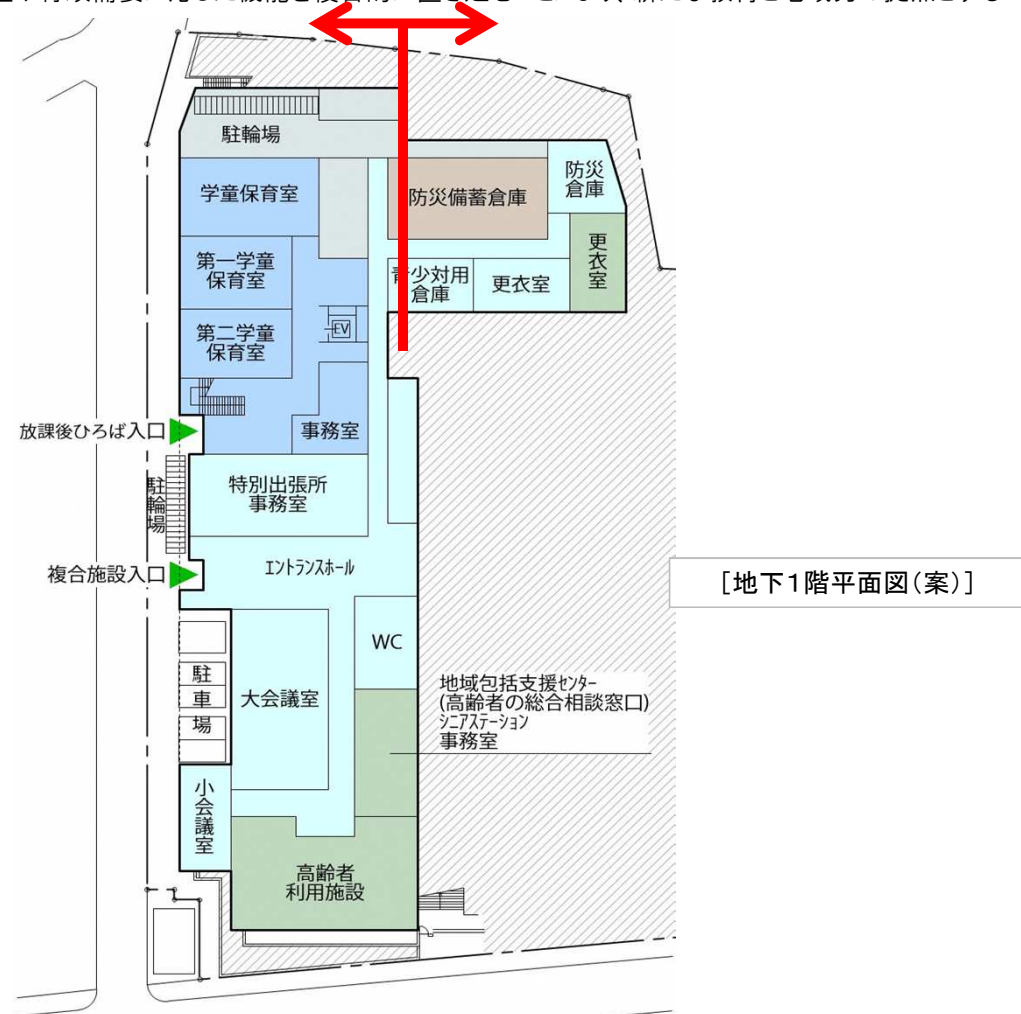 駐輪場
学童保育室
防災備蓄倉庫
防災
倉庫
更衣室
第一学童
保育室
少対用
倉庫
更衣室
第二学童
保育室
EV
放課後ひろば入口
事務室
駐輪場
特別出張所
事務室
複合施設入口
エントランスホール
[地下1階平面図(案)]
WC
駐車場
大会議室
地域包括支援センター
(高齢者の総合相談窓口)
シニアステーション
事務室
小会議室
高齢者
利用施設